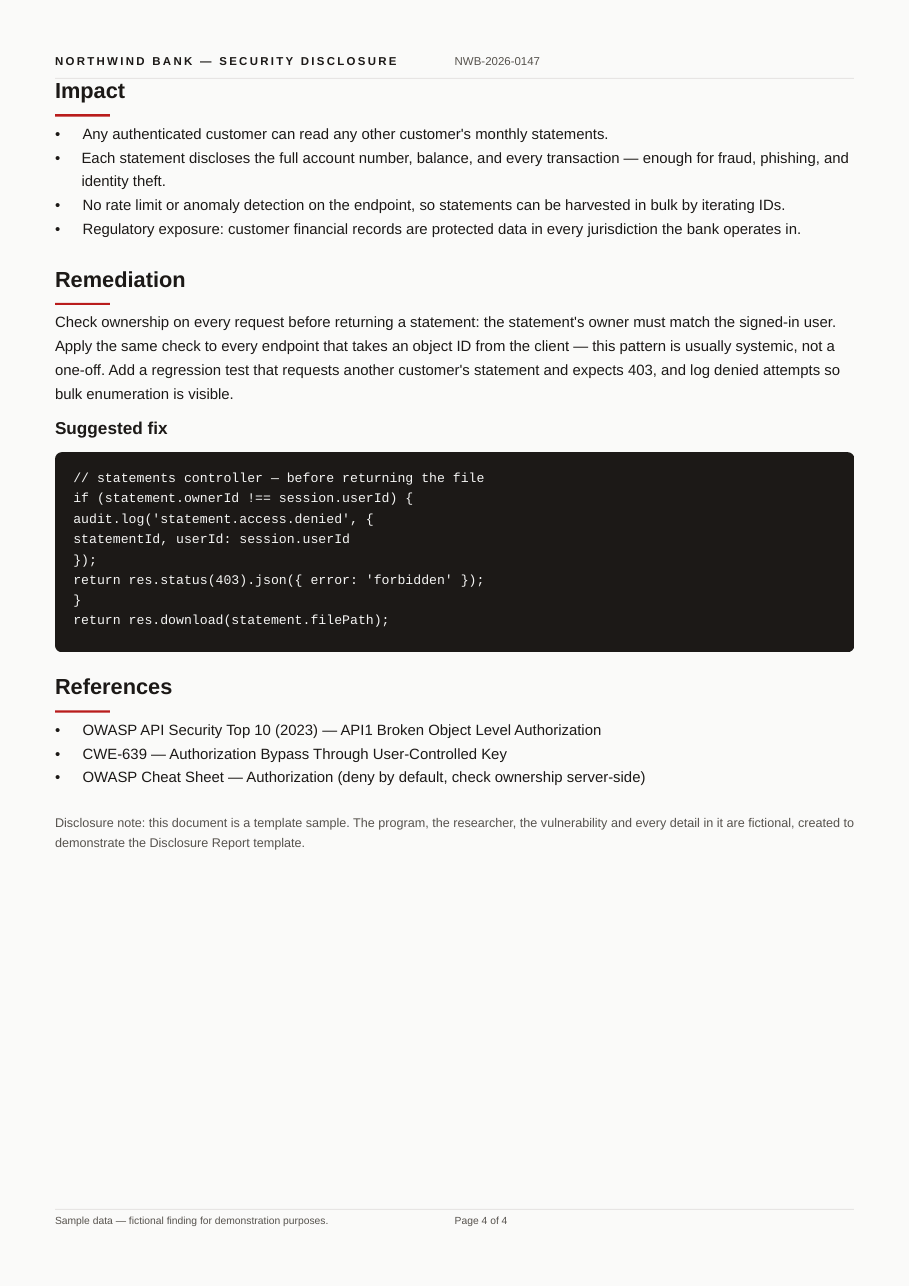 NORTHWIND BANK — SECURITY DISCLOSURE NWB-2026-0147
Impact
• Any authenticated customer can read any other customer's monthly statements.
• Each statement discloses the full account number, balance, and every transaction — enough for fraud, phishing, and
identity theft.
• No rate limit or anomaly detection on the endpoint, so statements can be harvested in bulk by iterating IDs.
• Regulatory exposure: customer financial records are protected data in every jurisdiction the bank operates in.
Remediation
Check ownership on every request before returning a statement: the statement's owner must match the signed-in user.
Apply the same check to every endpoint that takes an object ID from the client — this pattern is usually systemic, not a
one-off. Add a regression test that requests another customer's statement and expects 403, and log denied attempts so
bulk enumeration is visible.
Suggested fix
// statements controller — before returning the file
if (statement.ownerId !== session.userId) {
audit.log('statement.access.denied', {
statementId, userId: session.userId
});
return res.status(403).json({ error: 'forbidden' });
}
return res.download(statement.filePath);
References
• OWASP API Security Top 10 (2023) — API1 Broken Object Level Authorization
• CWE-639 — Authorization Bypass Through User-Controlled Key
• OWASP Cheat Sheet — Authorization (deny by default, check ownership server-side)
Disclosure note: this document is a template sample. The program, the researcher, the vulnerability and every detail in it are fictional, created to
demonstrate the Disclosure Report template.
Sample data — fictional finding for demonstration purposes. Page 4 of 4